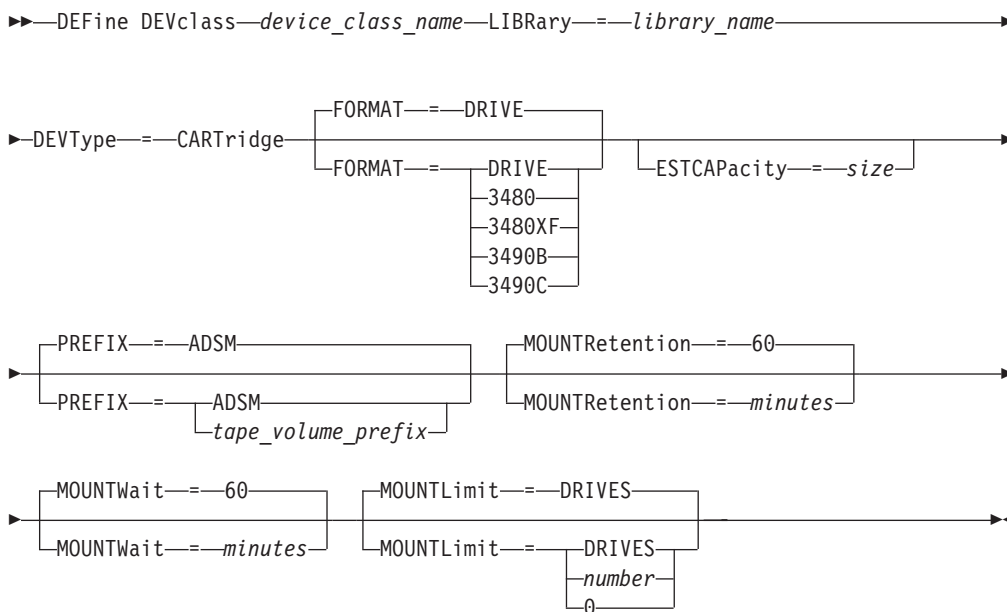 DEFine DEVclass device_class_name LIBRary = library_name
FORMAT = DRIVE
DEVType = CARTridge
FORMAT = DRIVE
ESTCAPacity = size
3480
3480XF
3490B
3490C
PREFIX = ADSM MOUNTRetention = 60
PREFIX = ADSM MOUNTRetention = minutes
tape_volume_prefix
MOUNTWait = 60 MOUNTLimit = DRIVES
MOUNTWait = minutes MOUNTLimit = DRIVES
number
0